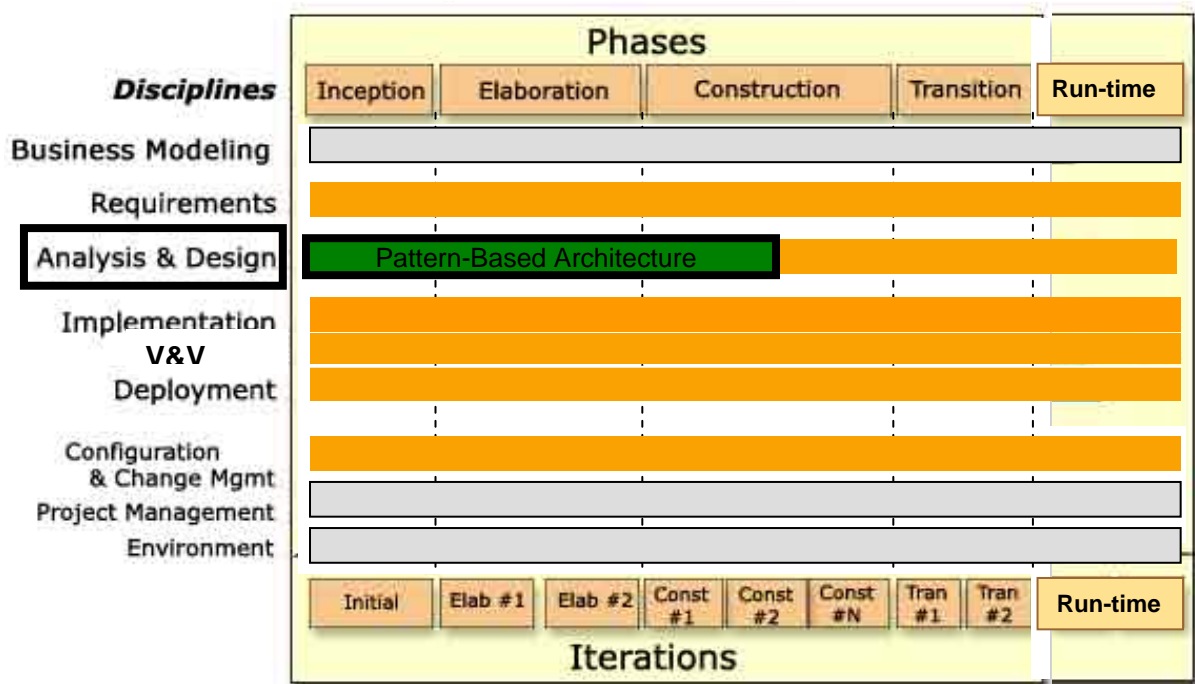 Phases
Disciplines Inception Elaboration Construction Transition Run-time
Business Modeling
Requirements
Analysis & Design Pattern-Based Architecture
Implementation
V&V
Deployment
Configuration
& Change Mgmt
Project Management
Environment
Initial Elab #1 Elab #2 Const #1 Const #2 Const #N Tran #1 Tran #2 Run-time
Iterations